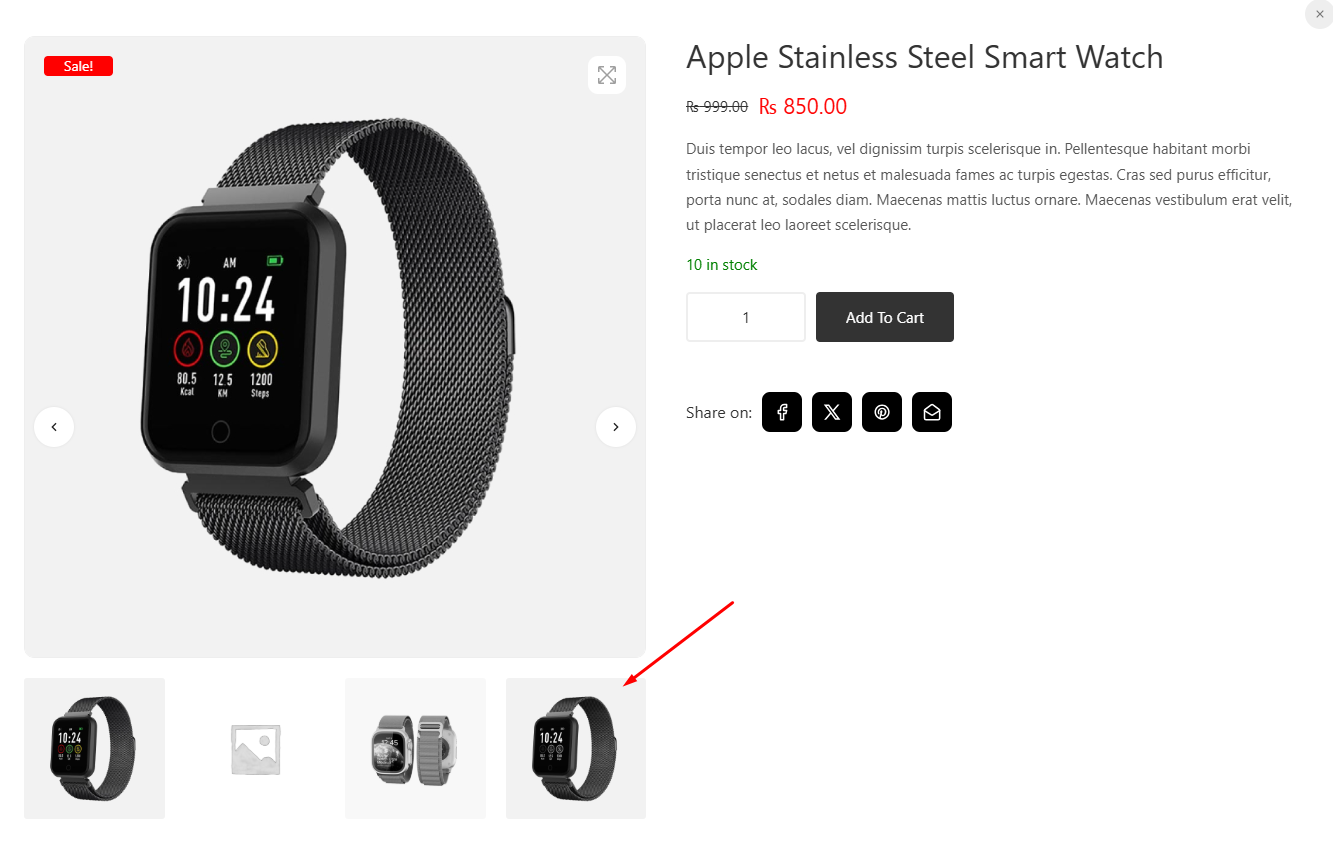 ×
Sale!
Apple Stainless Steel Smart Watch
₨ 999.00 ₨ 850.00
Duis tempor leo lacus, vel dignissim turpis scelerisque in. Pellentesque habitant morbi
tristique senectus et netus et malesuada fames ac turpis egestas. Cras sed purus efficitur,
porta nunc at, sodales diam. Maecenas mattis luctus ornare. Maecenas vestibulum erat velit,
ut placerat leo laoreet scelerisque.
10 in stock
1
Add To Cart
Share on:
AM
10:24
80.5 12.5 1200
Kcal KM Steps
10:24
10:24